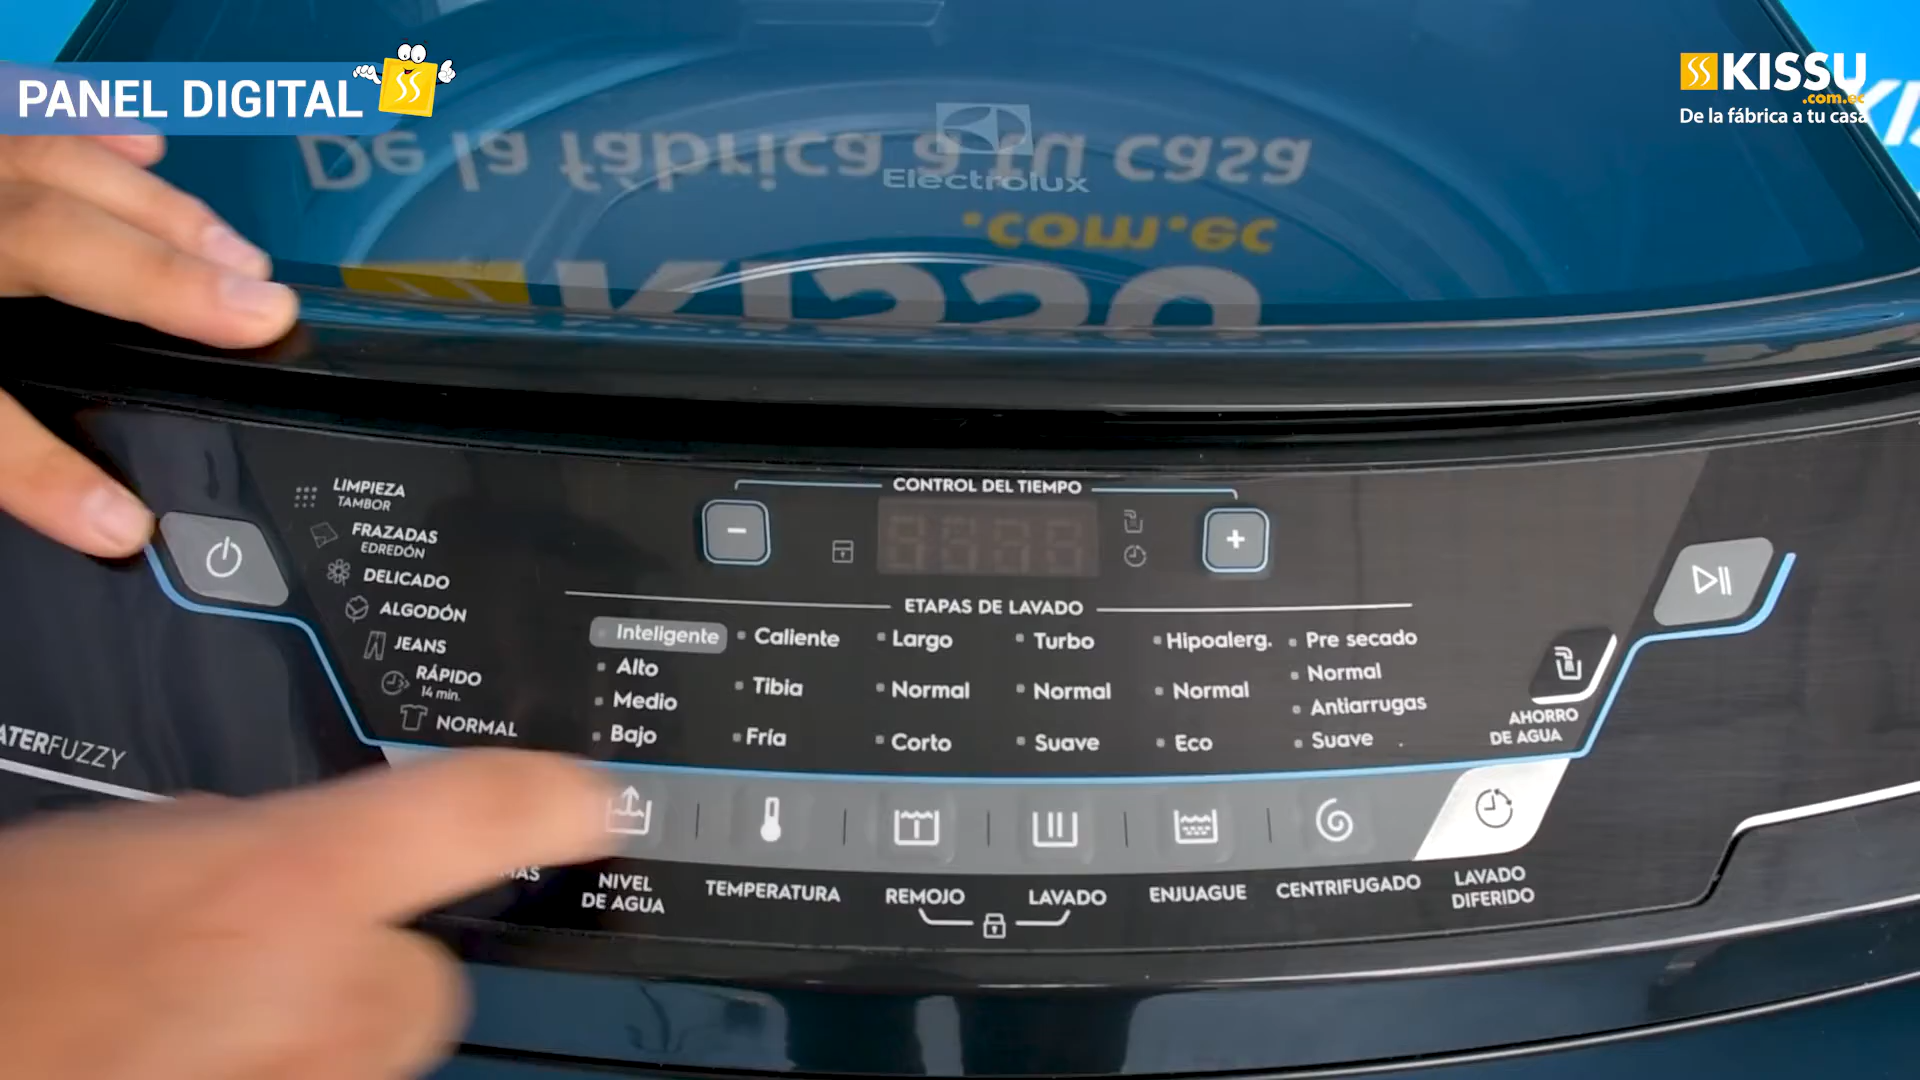 PANEL DIGITAL
KISSU
.com.ec
De la fábrica a tu casa
De la fábrica a tu casa
Electrolux
.com.ec
KISSU
LIMPIEZA
TAMBOR
FRAZADAS
EDREDÓN
DELICADO
ALGODÓN
JEANS
RÁPIDO
14 min.
NORMAL
CONTROL DEL TIEMPO
−
+
ETAPAS DE LAVADO
Inteligente
Alto
Medio
Bajo
Caliente
Tibia
Fría
Largo
Normal
Corto
Turbo
Normal
Suave
Hipoalerg.
Normal
Eco
Pre secado
Normal
Antiarrugas
Suave
AHORRO
DE AGUA
NIVEL
DE AGUA
TEMPERATURA
REMOJO
LAVADO
ENJUAGUE
CENTRIFUGADO
LAVADO
DIFERIDO